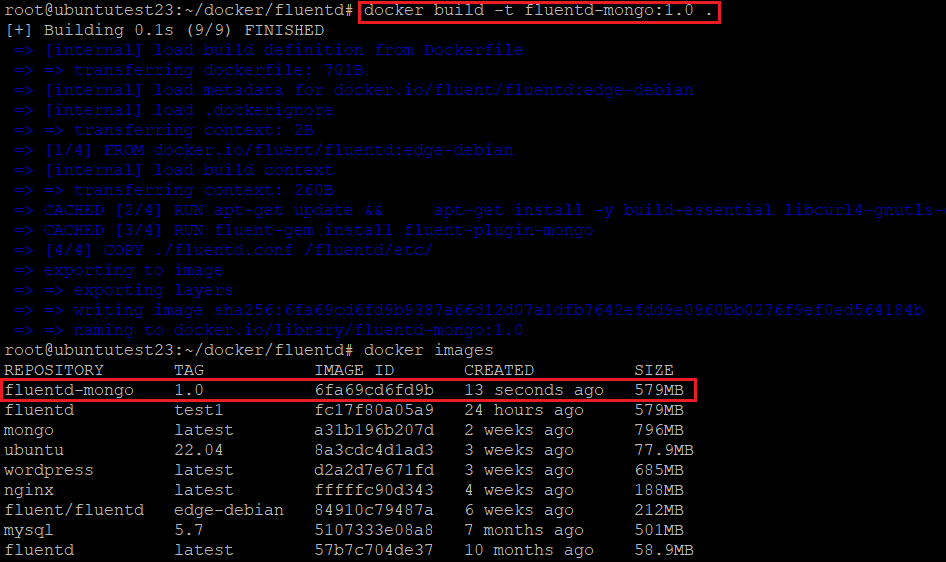 root@ubuntutest23:~/docker/fluentd# docker build -t fluentd-mongo:1.0 .
[+] Building 0.1s (9/9) FINISHED
=> [internal] load build definition from Dockerfile
=> => transferring dockerfile: 701B
=> [internal] load metadata for docker.io/fluent/fluentd:edge-debian
=> [internal] load .dockerignore
=> => transferring context: 2B
=> [1/4] FROM docker.io/fluent/fluentd:edge-debian
=> [internal] load build context
=> => transferring context: 260B
=> CACHED [2/4] RUN apt-get update &&     apt-get install -y build-essential libcurl4-gnutls-
=> CACHED [3/4] RUN fluent-gem install fluent-plugin-mongo
=> [4/4] COPY ./fluentd.conf /fluentd/etc/
=> exporting to image
=> => exporting layers
=> => writing image sha256:6fa69cd6fd9b9387a66d12d07a1dfb7642efdd9e0960bb0276f9ef0ed564184b
=> => naming to docker.io/library/fluentd-mongo:1.0
root@ubuntutest23:~/docker/fluentd# docker images
REPOSITORY TAG IMAGE ID CREATED SIZE
fluentd-mongo 1.0 6fa69cd6fd9b 13 seconds ago 579MB
fluentd test1 fc17f80a05a9 24 hours ago 579MB
mongo latest a31b196b207d 2 weeks ago 796MB
ubuntu 22.04 8a3cdc4d1ad3 3 weeks ago 77.9MB
wordpress latest d2a2d7e671fd 3 weeks ago 685MB
nginx latest fffffc90d343 4 weeks ago 188MB
fluent/fluentd edge-debian 84910c79487a 6 weeks ago 212MB
mysql 5.7 5107333e08a8 7 months ago 501MB
fluentd latest 57b7c704de37 10 months ago 58.9MB